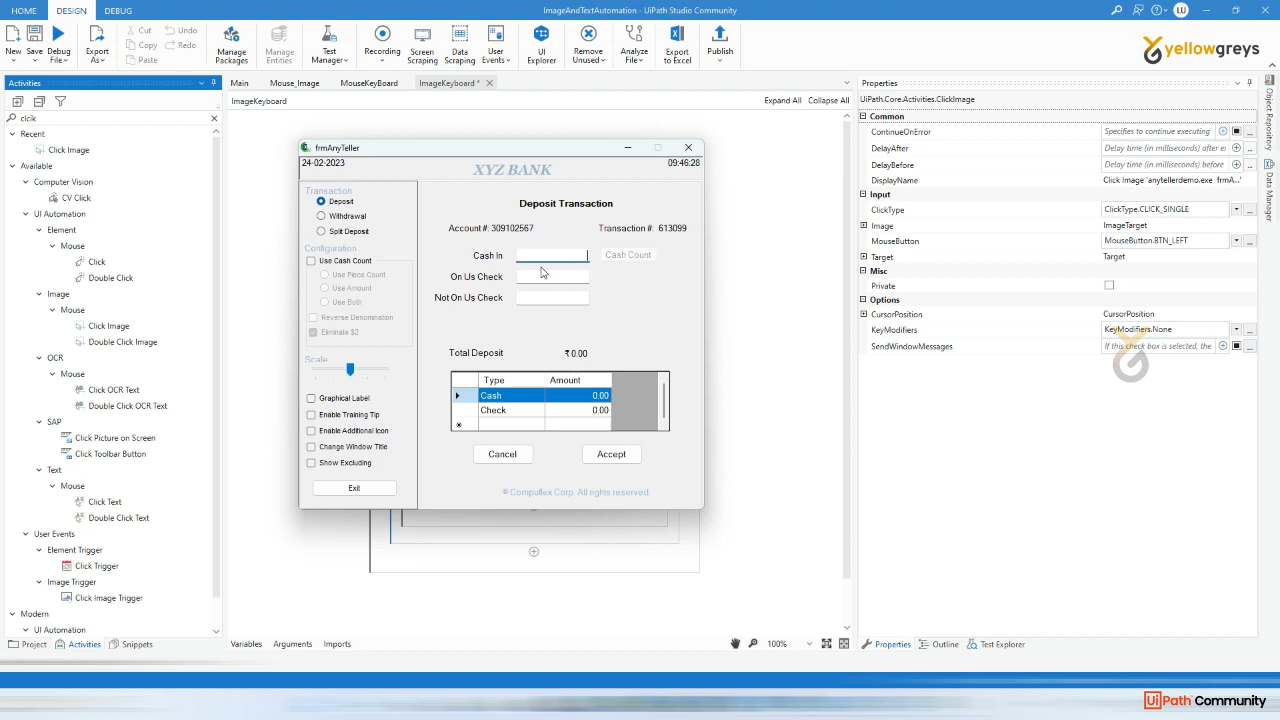 HOME DESIGN DEBUG ImageAndTextAutomation - UiPath Studio Community LU
New Save Debug File Export As Cut Copy Paste Undo Redo Manage Packages Manage Entities Test Manager Recording Screen Scraping Data Scraping User Events UI Explorer Remove Unused Analyze File Export to Excel Publish
yellowgreys
Activities
clcik
Recent
Click Image
Available
Computer Vision
CV Click
UI Automation
Element
Mouse
Click
Double Click
Image
Mouse
Click Image
Double Click Image
OCR
Mouse
Click OCR Text
Double Click OCR Text
SAP
Click Picture on Screen
Click Toolbar Button
Text
Mouse
Click Text
Double Click Text
User Events
Element Trigger
Click Trigger
Image Trigger
Click Image Trigger
Modern
UI Automation
Project Activities Snippets
Main Mouse_Image MouseKeyBoard ImageKeyboard *
ImageKeyboard Expand All Collapse All
frmAnyTeller
24-02-2023 XYZ BANK 09:46:28
Transaction
Deposit
Withdrawal
Split Deposit
Configuration
Use Cash Count
Use Piece Count
Use Amount
Use Both
Reverse Denomination
Eliminate $2
Scale
Graphical Label
Enable Training Tip
Enable Additional Icon
Change Window Title
Show Excluding
Exit
Deposit Transaction
Account #: 309102567 Transaction #: 613099
Cash In Cash Count
On Us Check
Not On Us Check
Total Deposit ₹ 0.00
Type Amount
Cash 0.00
Check 0.00
Cancel Accept
© Compuflex Corp. All rights reserved.
Variables Arguments Imports 100%
Properties
UiPath.Core.Activities.ClickImage
Common
ContinueOnError Specifies to continue executing ...
DelayAfter Delay time (in milliseconds) after e ...
DelayBefore Delay time (in milliseconds) before ...
DisplayName Click Image 'anytellerdemo.exe frmA...'
Input
ClickType ClickType.CLICK_SINGLE ...
Image ImageTarget
MouseButton MouseButton.BTN_LEFT ...
Target Target
Misc
Private
Options
CursorPosition CursorPosition
KeyModifiers KeyModifiers.None ...
SendWindowMessages If this check box is selected, the ...
Properties Outline Test Explorer
Object Repository
Data Manager
UiPath Community